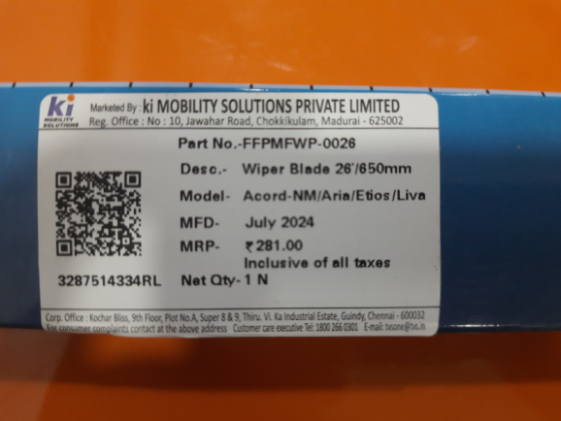 ki
MOBILITY
SOLUTIONS
Marketed By : ki MOBILITY SOLUTIONS PRIVATE LIMITED
Reg. Office : No : 10, Jawahar Road, Chokkikulam, Madurai - 625002
Part No.-FFPMFWP-0026
Desc.- Wiper Blade 26'/650mm
Model- Acord-NM/Aria/Etios/Liva
MFD- July 2024
MRP- ₹281.00
Inclusive of all taxes
3287514334RL Net Qty- 1 N
Corp. Office : Kochar Bliss, 9th Floor, Plot No.A, Super 8 & 9, Thiru. Vi. Ka Industrial Estate, Guindy, Chennai - 600032
For consumer complaints contact at the above address Customer care executive Tel: 1800 266 0301 E-mail: tvsone@tvs.in